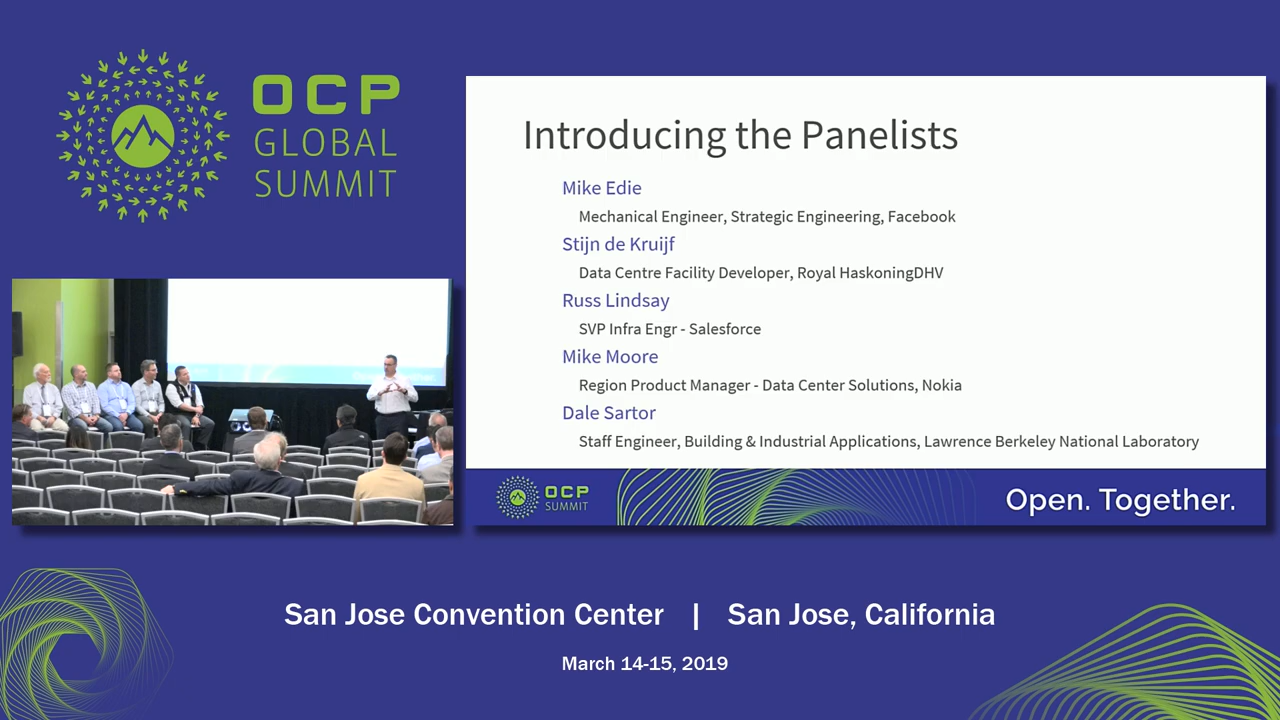 OCP
GLOBAL
SUMMIT
Introducing the Panelists
Mike Edie
Mechanical Engineer, Strategic Engineering, Facebook
Stijn de Kruijf
Data Centre Facility Developer, Royal HaskoningDHV
Russ Lindsay
SVP Infra Engr - Salesforce
Mike Moore
Region Product Manager - Data Center Solutions, Nokia
Dale Sartor
Staff Engineer, Building & Industrial Applications, Lawrence Berkeley National Laboratory
OCP
SUMMIT
Open. Together.
San Jose Convention Center | San Jose, California
March 14-15, 2019